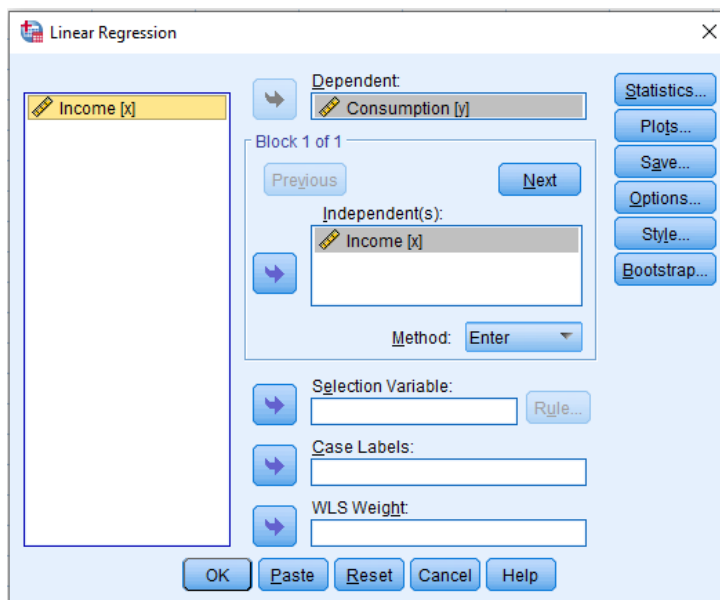 Linear Regression
Income [x]
Dependent:
Consumption [y]
Block 1 of 1
Previous
Next
Independent(s):
Income [x]
Method:
Enter
Selection Variable:
Rule...
Case Labels:
WLS Weight:
Statistics...
Plots...
Save...
Options...
Style...
Bootstrap...
OK
Paste
Reset
Cancel
Help